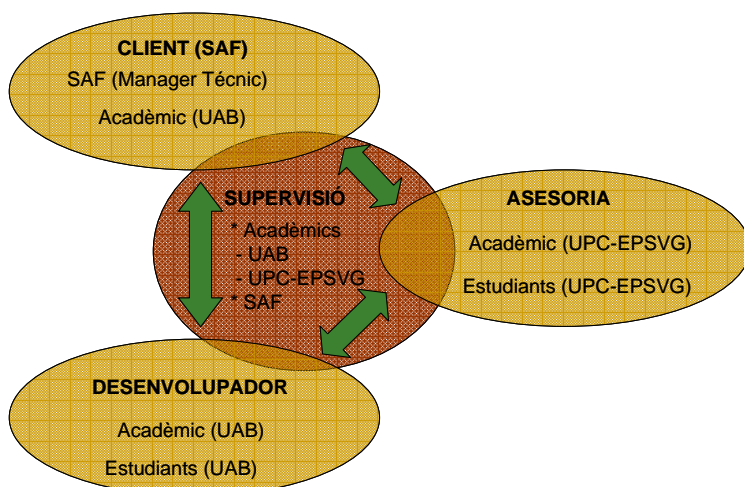 CLIENT (SAF)
SAF (Manager Técnic)
Acadèmic (UAB)
SUPERVISIÓ
* Acadèmics
- UAB
- UPC-EPSVG
* SAF
ASESORIA
Acadèmic (UPC-EPSVG)
Estudiants (UPC-EPSVG)
DESENVOLUPADOR
Acadèmic (UAB)
Estudiants (UAB)